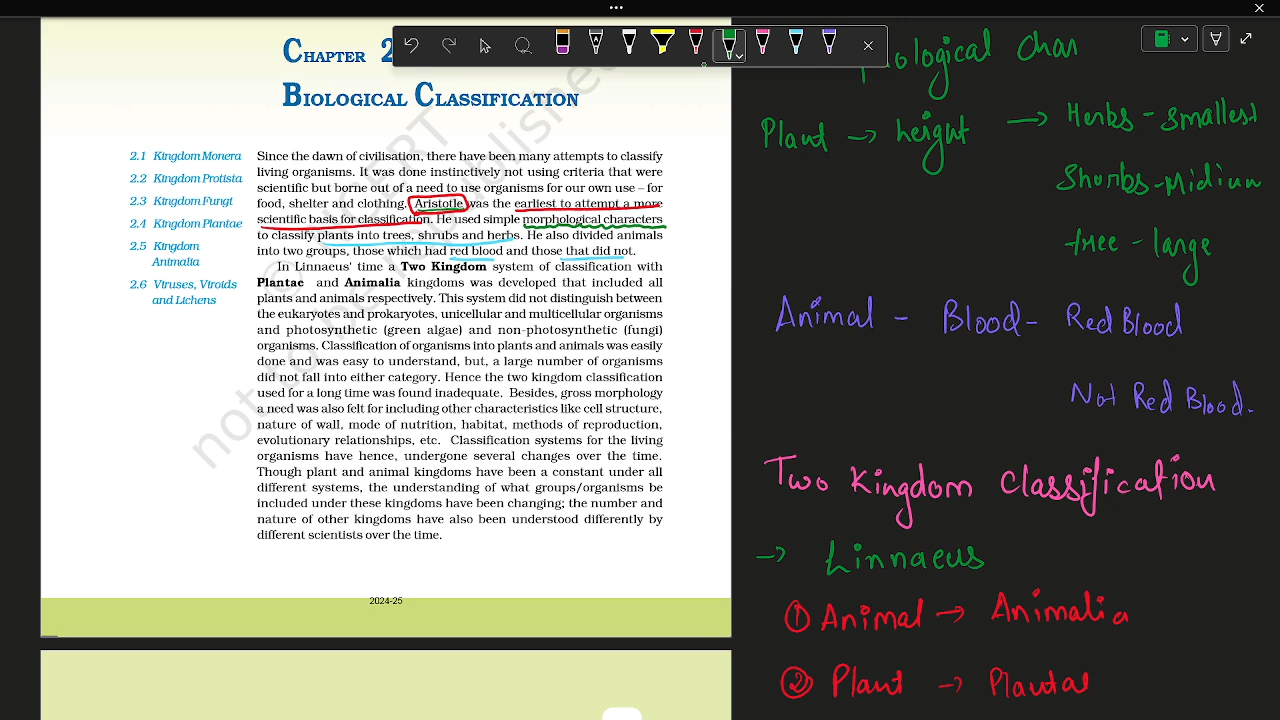 CHAPTER 2
BIOLOGICAL CLASSIFICATION
2.1 Kingdom Monera
2.2 Kingdom Protista
2.3 Kingdom Fungi
2.4 Kingdom Plantae
2.5 Kingdom
Animalia
2.6 Viruses, Viroids
and Lichens
Since the dawn of civilisation, there have been many attempts to classify
living organisms. It was done instinctively not using criteria that were
scientific but borne out of a need to use organisms for our own use – for
food, shelter and clothing. Aristotle was the earliest to attempt a more
scientific basis for classification. He used simple morphological characters
to classify plants into trees, shrubs and herbs. He also divided animals
into two groups, those which had red blood and those that did not.
In Linnaeus' time a Two Kingdom system of classification with
Plantae and Animalia kingdoms was developed that included all
plants and animals respectively. This system did not distinguish between
the eukaryotes and prokaryotes, unicellular and multicellular organisms
and photosynthetic (green algae) and non-photosynthetic (fungi)
organisms. Classification of organisms into plants and animals was easily
done and was easy to understand, but, a large number of organisms
did not fall into either category. Hence the two kingdom classification
used for a long time was found inadequate. Besides, gross morphology
a need was also felt for including other characteristics like cell structure,
nature of wall, mode of nutrition, habitat, methods of reproduction,
evolutionary relationships, etc. Classification systems for the living
organisms have hence, undergone several changes over the time.
Though plant and animal kingdoms have been a constant under all
different systems, the understanding of what groups/organisms be
included under these kingdoms have been changing; the number and
nature of other kingdoms have also been understood differently by
different scientists over the time.
2024-25
© NCERT
not to be published
Char
Plant → height → Herbs - smallest
Shurbs - Midium
tree - large
Animal - Blood - Red Blood
Not Red Blood.
Two Kingdom Classification
→ Linnaeus
① Animal → Animalia
② Plant → Plantae